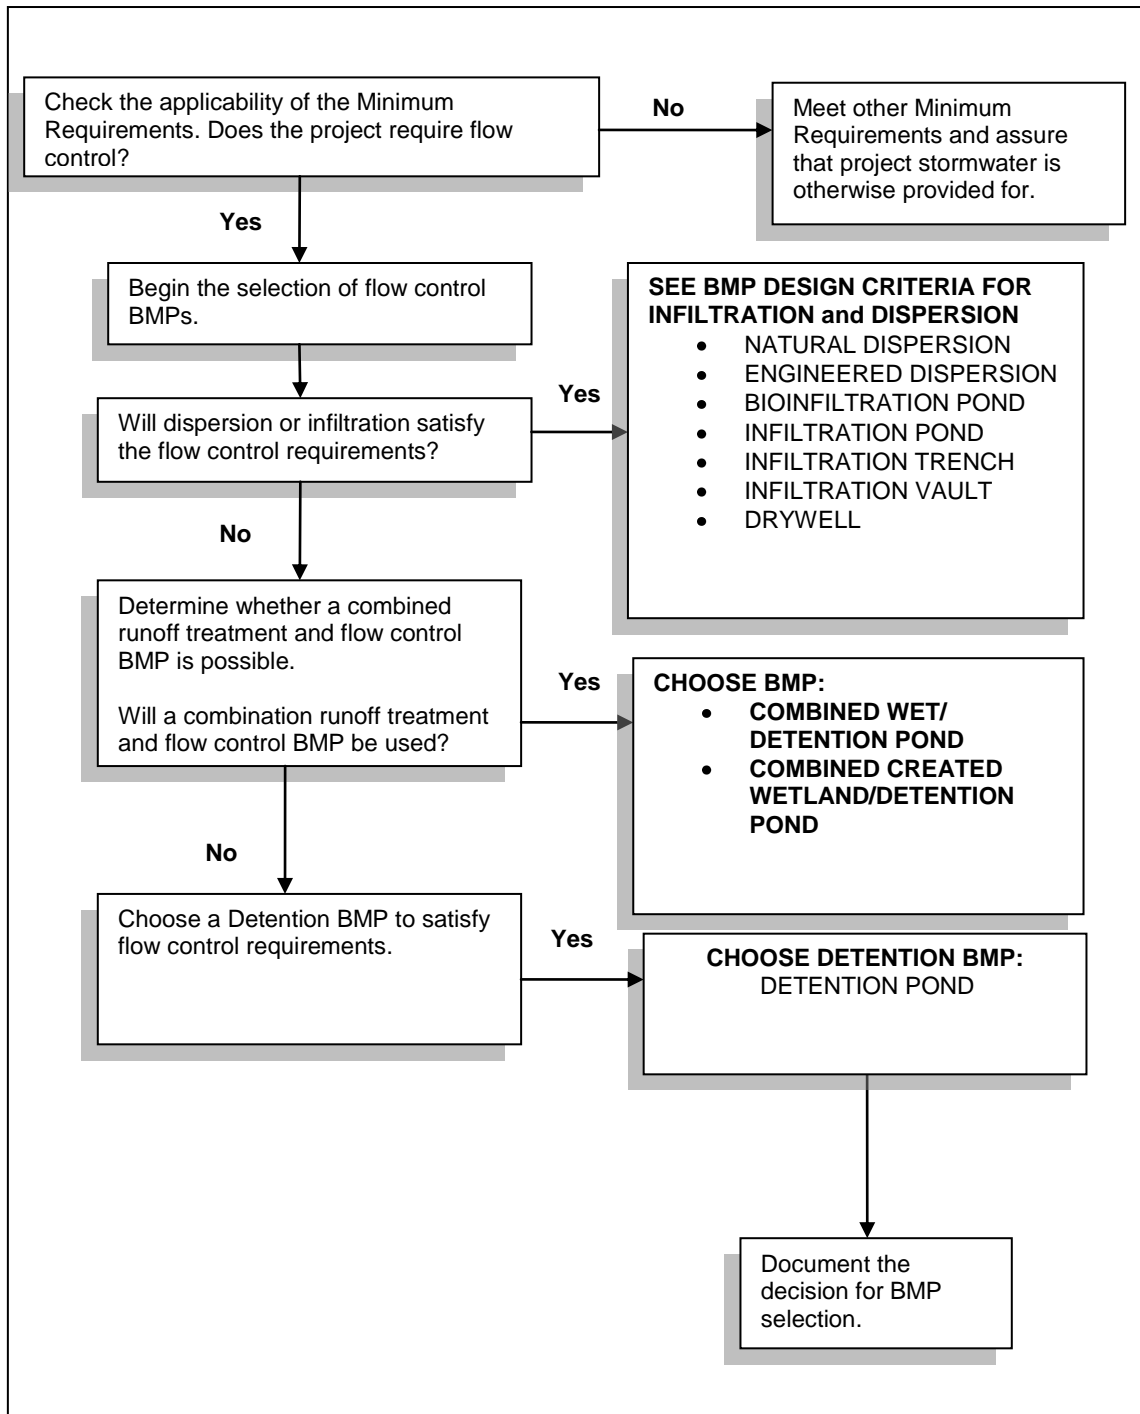 Check the applicability of the Minimum
Requirements. Does the project require flow
control?
No
Meet other Minimum
Requirements and assure
that project stormwater is
otherwise provided for.
Yes
Begin the selection of flow control
BMPs.
SEE BMP DESIGN CRITERIA FOR
INFILTRATION and DISPERSION
• NATURAL DISPERSION
• ENGINEERED DISPERSION
• BIOINFILTRATION POND
• INFILTRATION POND
• INFILTRATION TRENCH
• INFILTRATION VAULT
• DRYWELL
Yes
Will dispersion or infiltration satisfy
the flow control requirements?
No
Determine whether a combined
runoff treatment and flow control
BMP is possible.
Will a combination runoff treatment
and flow control BMP be used?
Yes
CHOOSE BMP:
• COMBINED WET/
DETENTION POND
• COMBINED CREATED
WETLAND/DETENTION
POND
No
Choose a Detention BMP to satisfy
flow control requirements.
Yes
CHOOSE DETENTION BMP:
DETENTION POND
Document the
decision for BMP
selection.